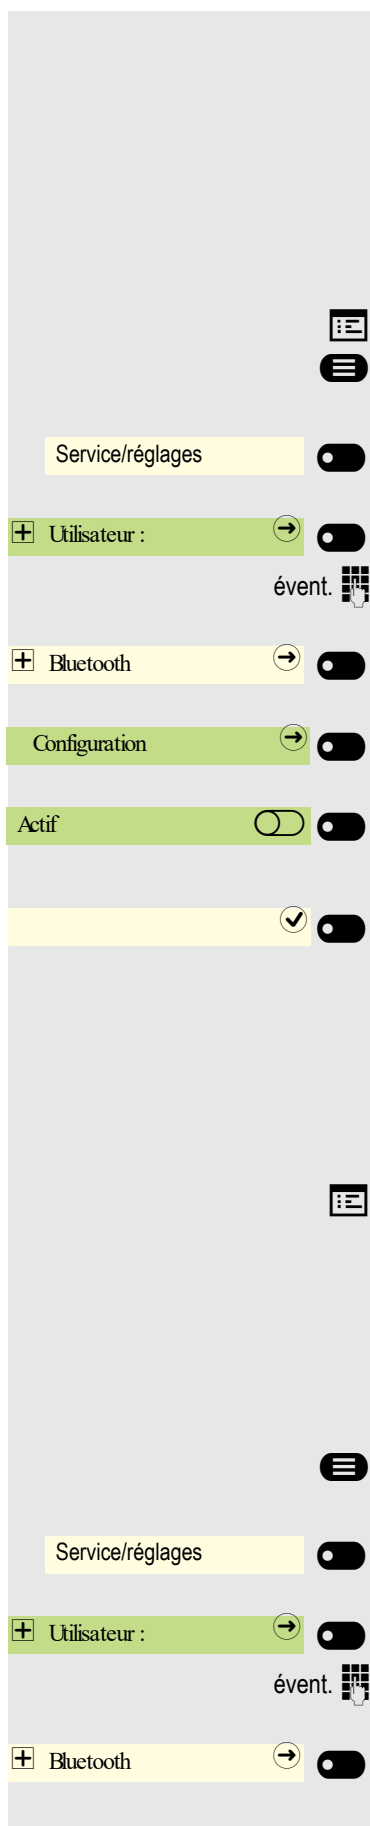 Service/réglages
Utilisateur :
évent.
Bluetooth
Configuration
Actif
Service/réglages
Utilisateur :
évent.
Bluetooth